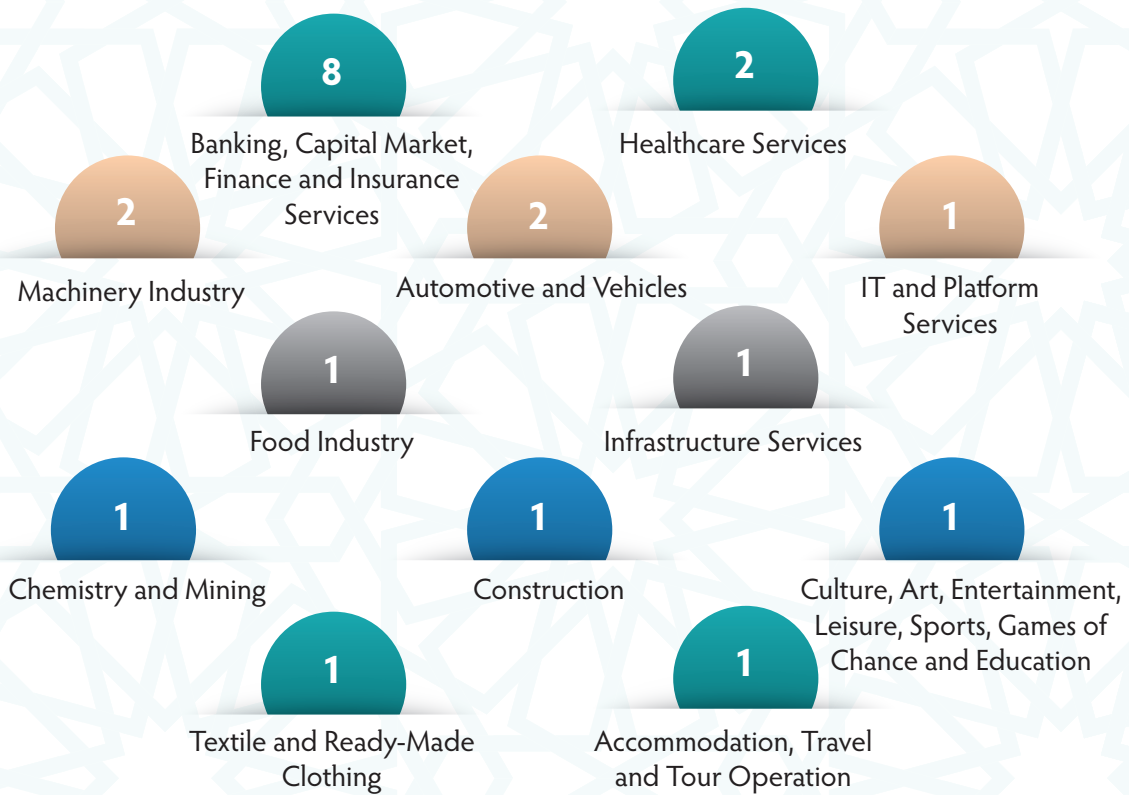 8
Banking, Capital Market,
Finance and Insurance
Services
2
Healthcare Services
2
Machinery Industry
2
Automotive and Vehicles
1
IT and Platform
Services
1
Food Industry
1
Infrastructure Services
1
Chemistry and Mining
1
Construction
1
Culture, Art, Entertainment,
Leisure, Sports, Games of
Chance and Education
1
Textile and Ready-Made
Clothing
1
Accommodation, Travel
and Tour Operation